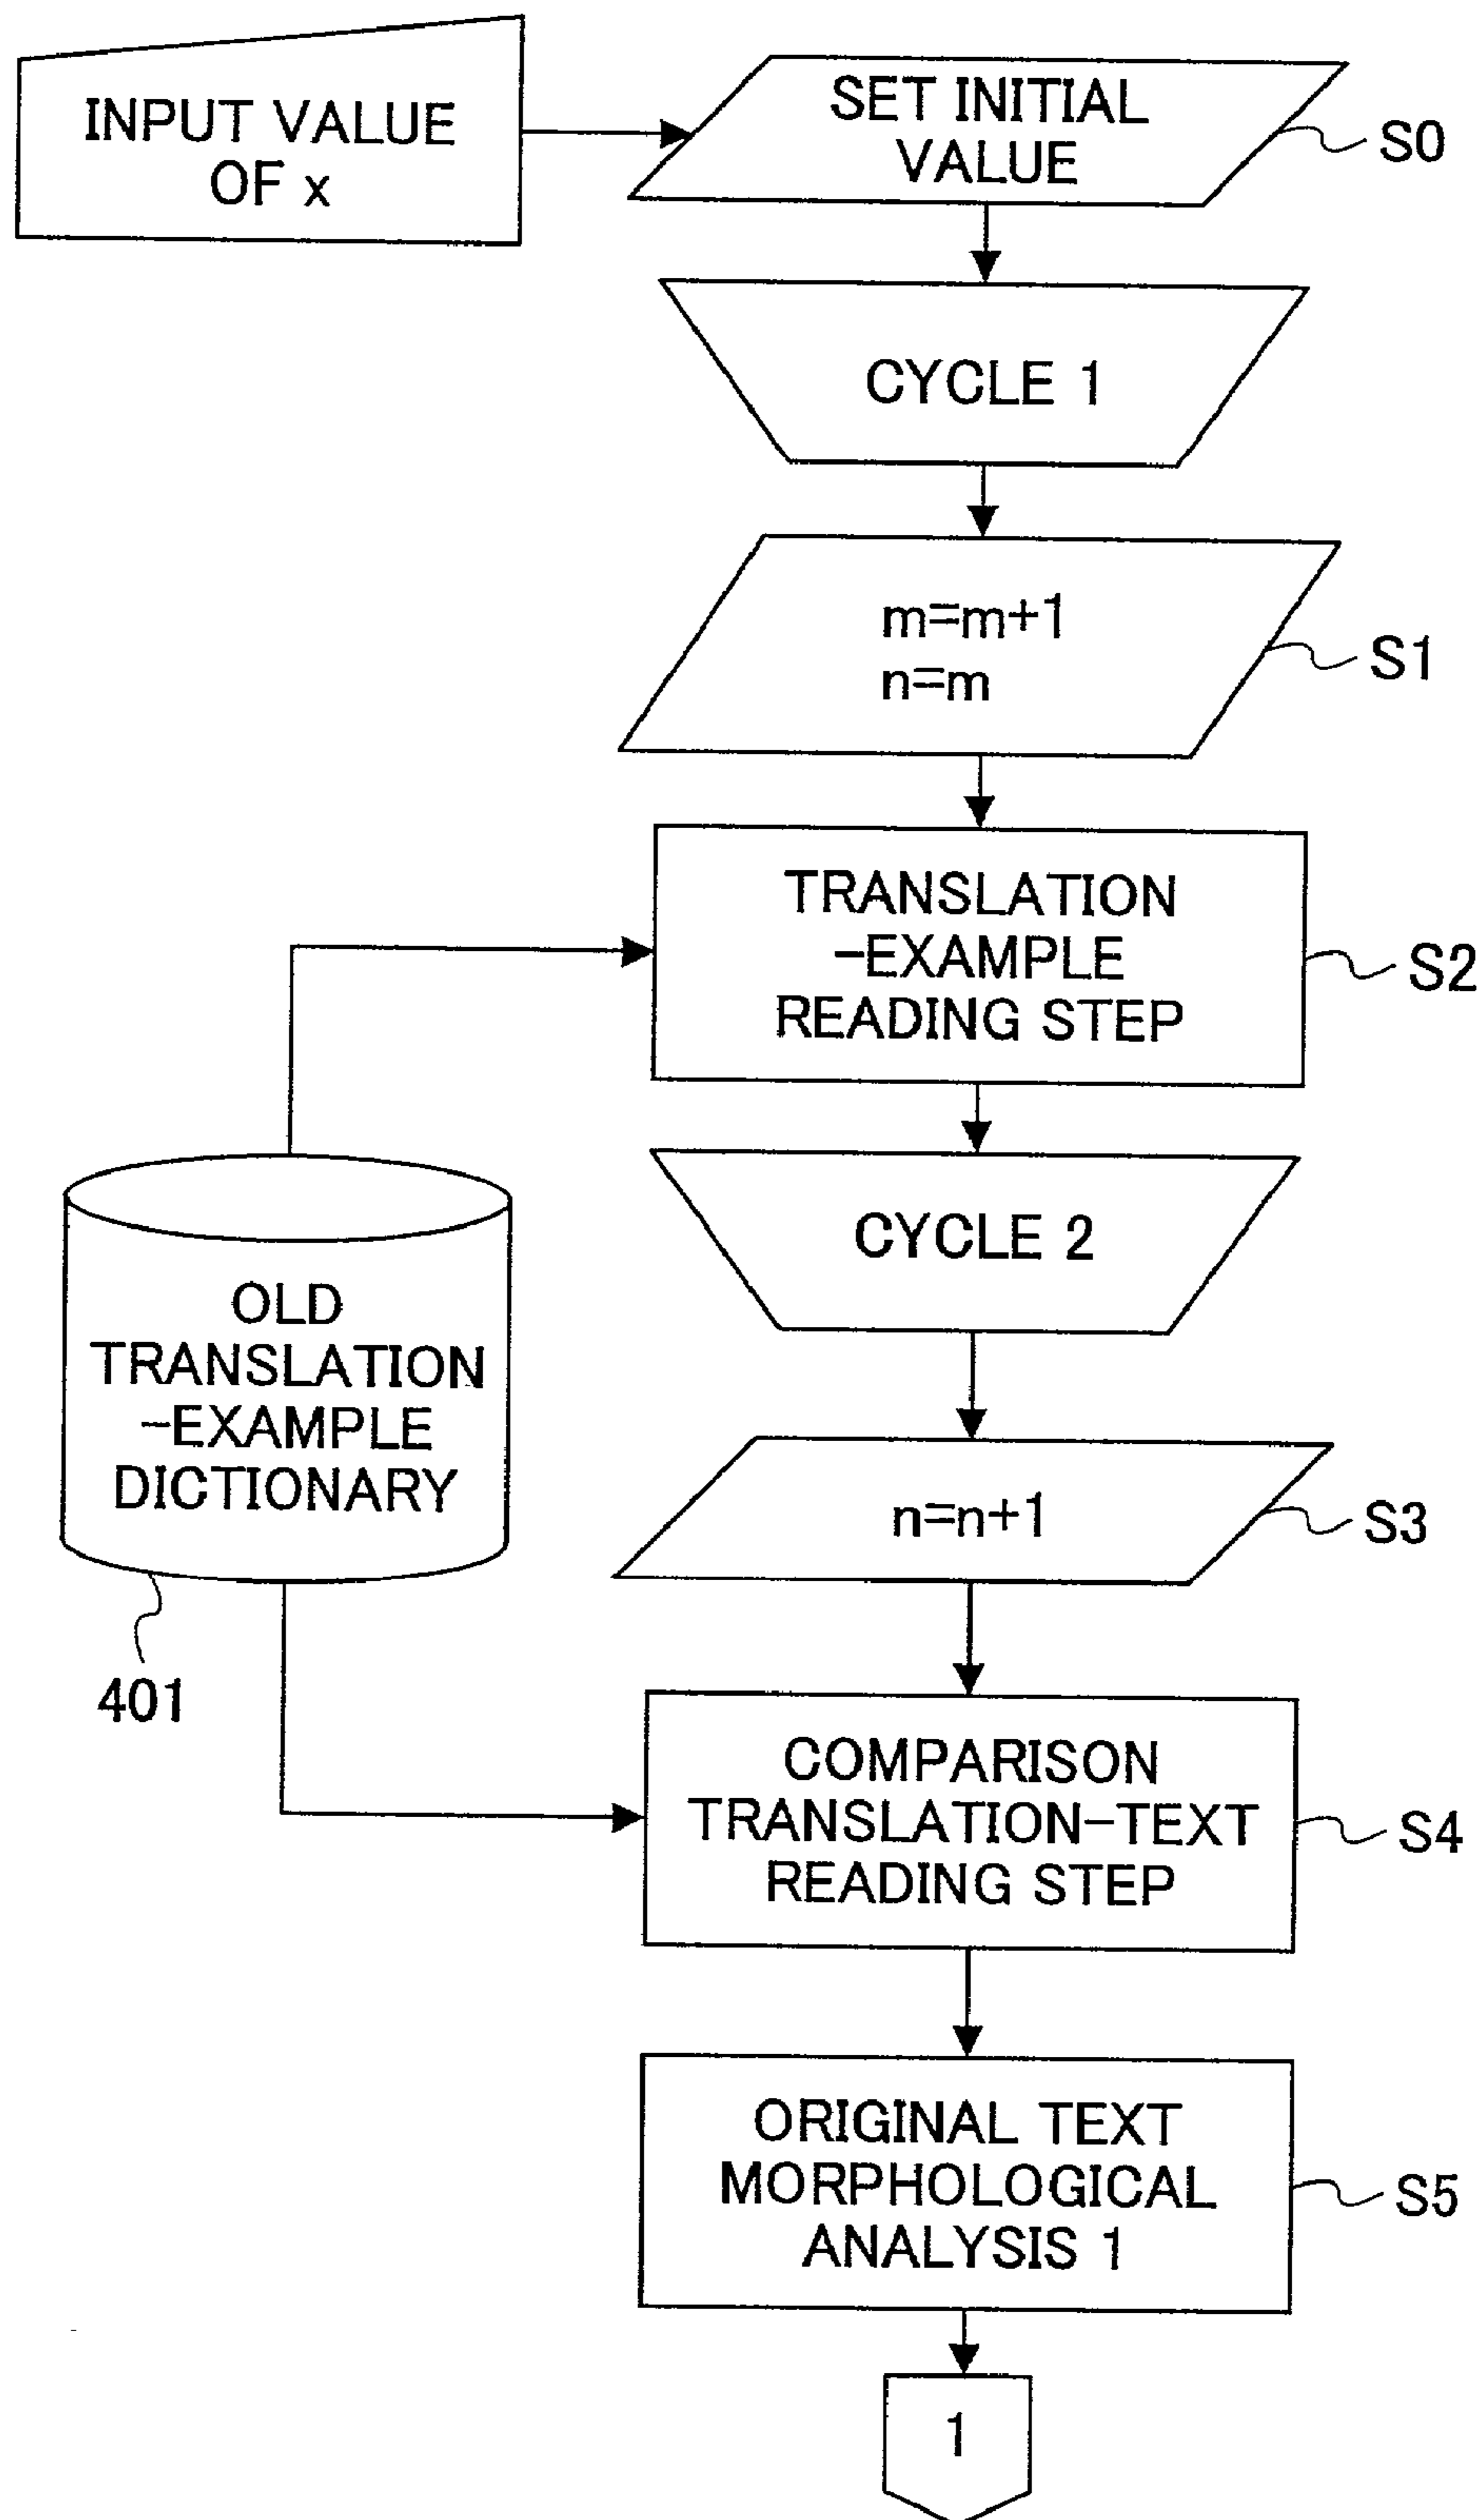 INPUT VALUE
OF x
SET INITIAL
VALUE
S0
CYCLE 1
m=m+1
n=m
S1
TRANSLATION
-EXAMPLE
READING STEP
S2
CYCLE 2
OLD
TRANSLATION
-EXAMPLE
DICTIONARY
401
n=n+1
S3
COMPARISON
TRANSLATION-TEXT
READING STEP
S4
ORIGINAL TEXT
MORPHOLOGICAL
ANALYSIS 1
S5
1